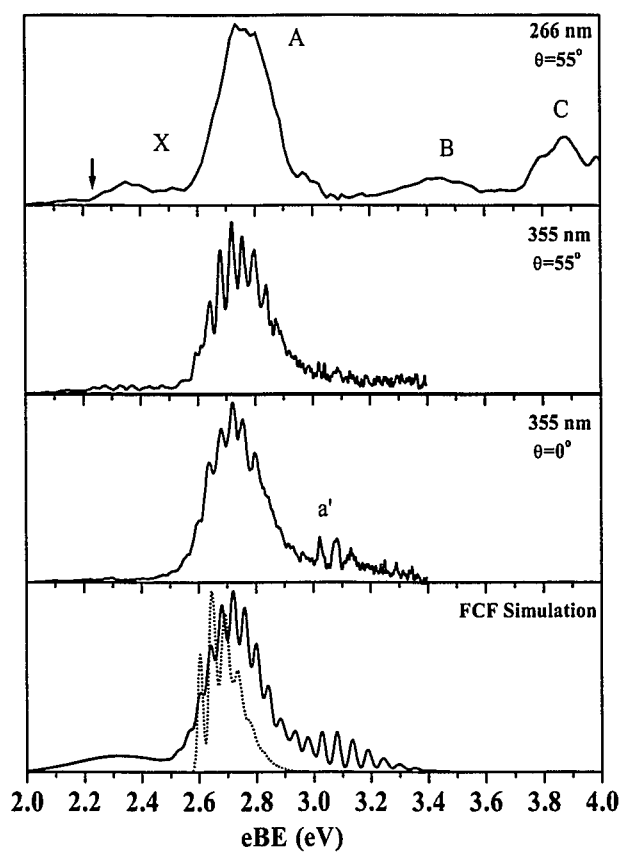 266 nm
θ=55°
A
X
B
C
355 nm
θ=55°
355 nm
θ=0°
a'
FCF Simulation
2.0 2.2 2.4 2.6 2.8 3.0 3.2 3.4 3.6 3.8 4.0
eBE (eV)